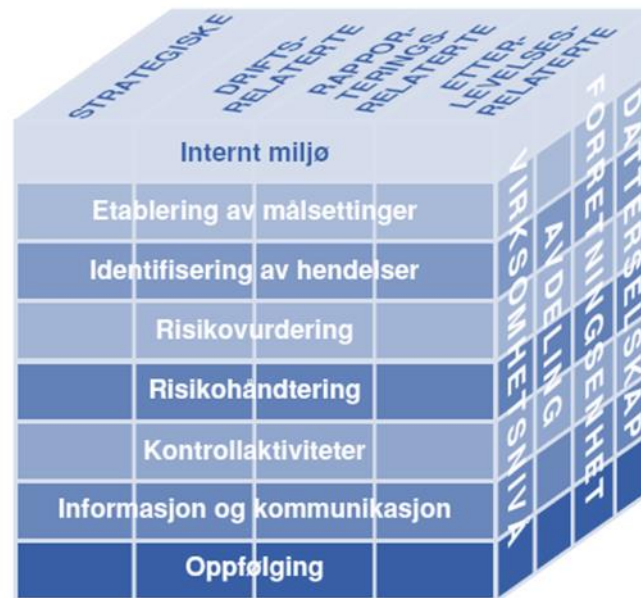 STRATEGISKE
DRIFTS-
RELATERTE
RAPPOR-
TERINGS-
RELATERTE
ETTER-
LEVELSES-
RELATERTE
Internt miljø
Etablering av målsettinger
Identifisering av hendelser
Risikovurdering
Risikohåndtering
Kontrollaktiviteter
Informasjon og kommunikasjon
Oppfølging
VIRKSOMHETSNIVÅ
AVDELING
FORRETNINGSENHET
DATTERSELSKAP